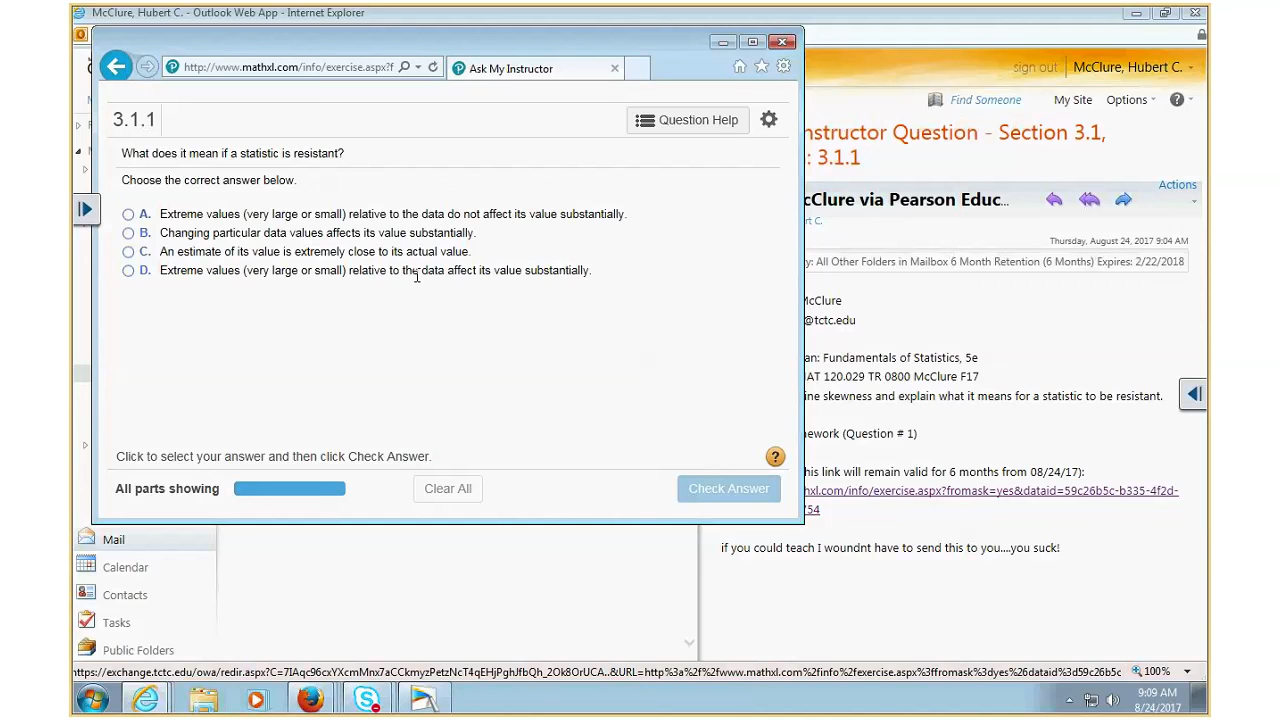 McClure, Hubert C. - Outlook Web App - Internet Explorer
http://www.mathxl.com/info/exercise.aspx?f
Ask My Instructor
sign out
McClure, Hubert C.
3.1.1
Question Help
Find Someone
My Site
Options
nstructor Question - Section 3.1,
: 3.1.1
What does it mean if a statistic is resistant?
Choose the correct answer below.
Actions
cClure via Pearson Educ...
A. Extreme values (very large or small) relative to the data do not affect its value substantially.
B. Changing particular data values affects its value substantially.
C. An estimate of its value is extremely close to its actual value.
D. Extreme values (very large or small) relative to the data affect its value substantially.
rt C.
Thursday, August 24, 2017 9:04 AM
y: All Other Folders in Mailbox 6 Month Retention (6 Months) Expires: 2/22/2018
McClure
@tctc.edu
an: Fundamentals of Statistics, 5e
MAT 120.029 TR 0800 McClure F17
ine skewness and explain what it means for a statistic to be resistant.
ework (Question # 1)
Click to select your answer and then click Check Answer.
?
his link will remain valid for 6 months from 08/24/17):
xl.com/info/exercise.aspx?fromask=yes&dataid=59c26b5c-b335-4f2d-
754
All parts showing
Clear All
Check Answer
if you could teach I woundnt have to send this to you....you suck!
Mail
Calendar
Contacts
Tasks
Public Folders
100%
9:09 AM
8/24/2017